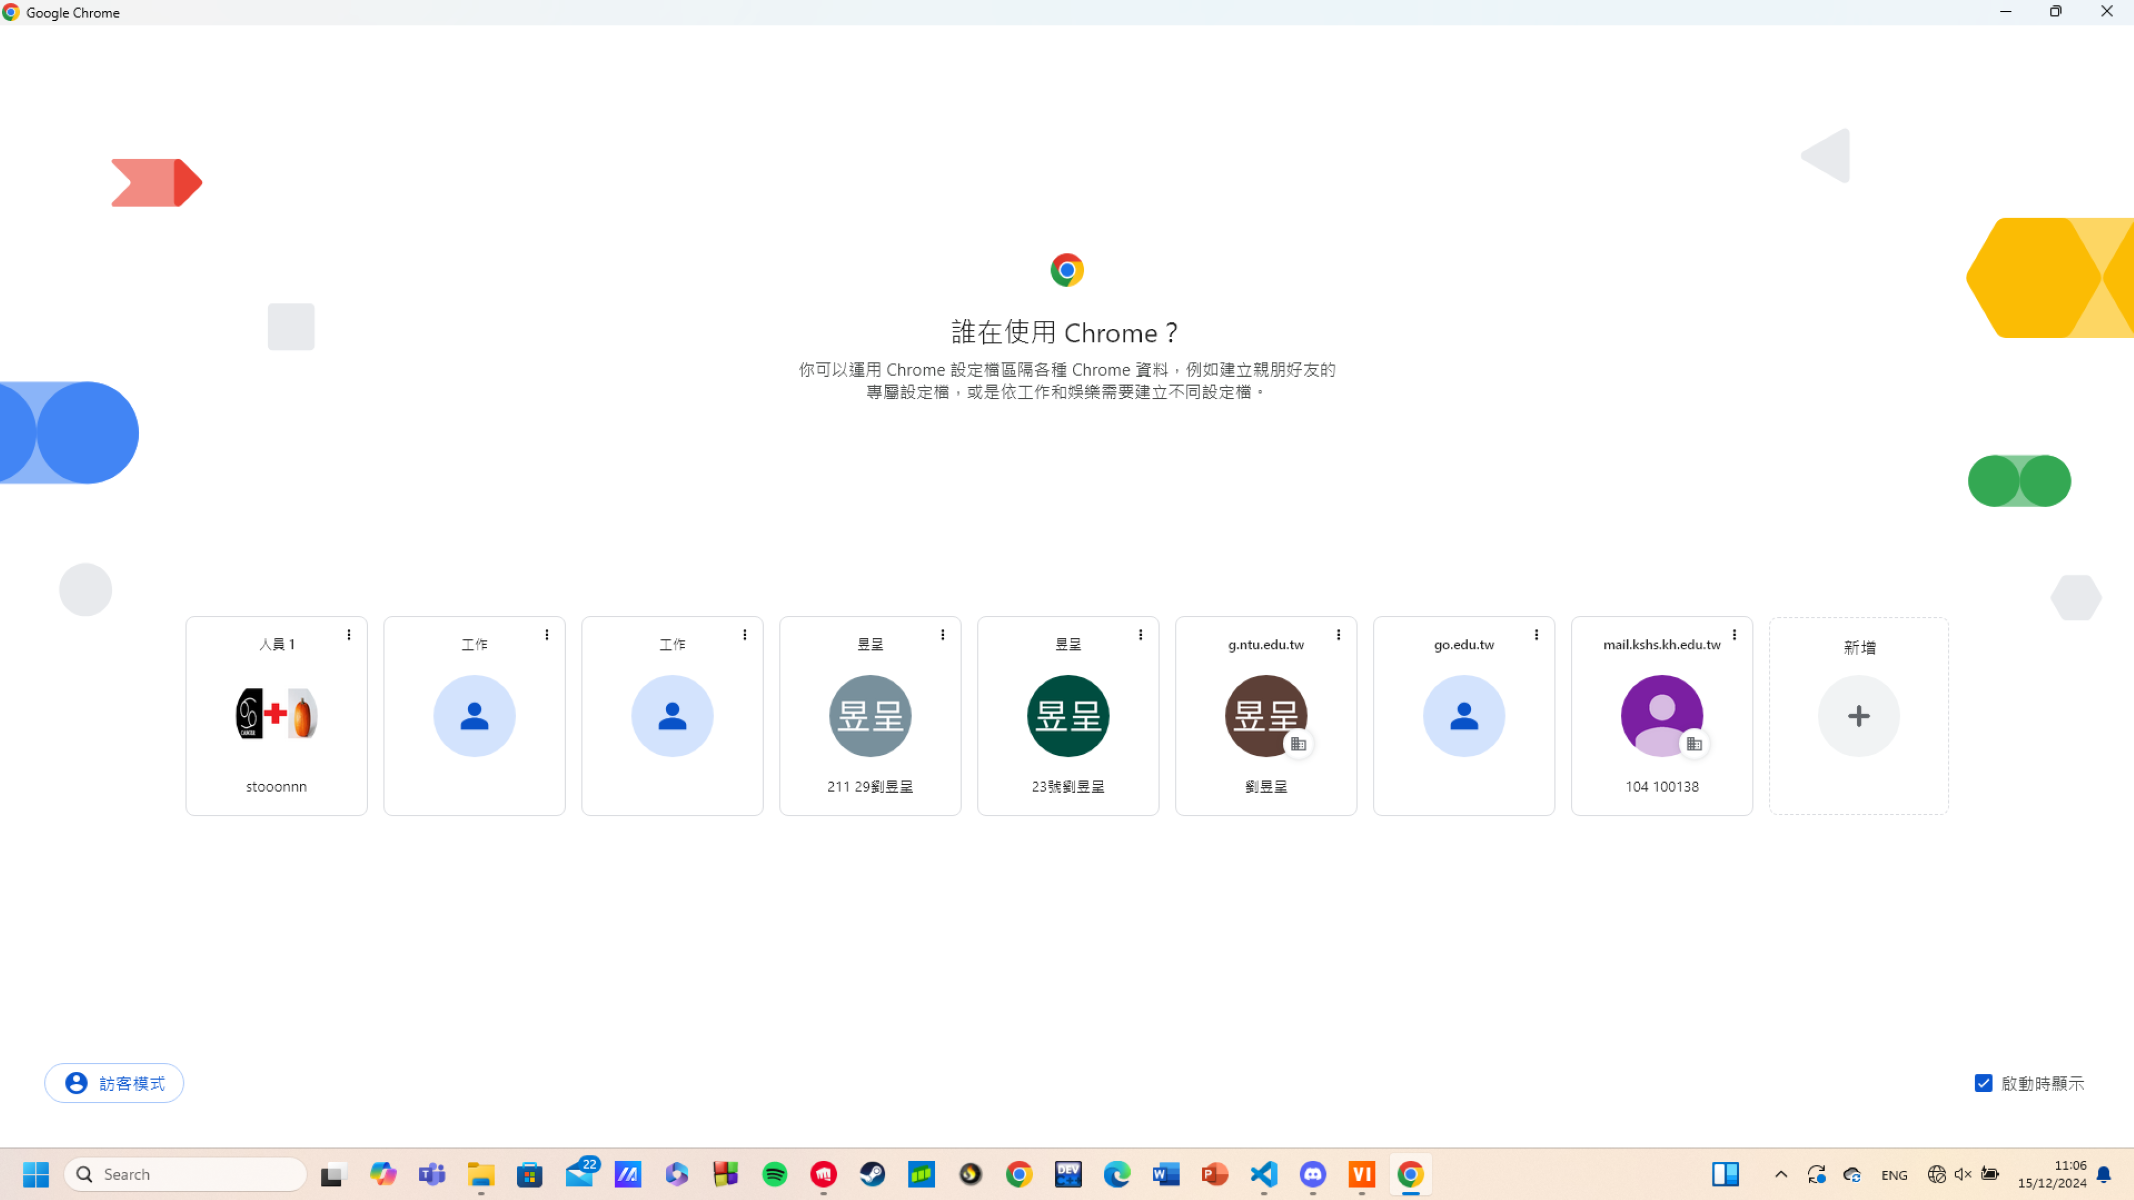 Google Chrome
誰在使用 Chrome？
你可以運用 Chrome 設定檔區隔各種 Chrome 資料，例如建立親朋好友的
專屬設定檔，或是依工作和娛樂需要建立不同設定檔。
人員 1
CANCER
stooonnn
工作
工作
昱呈
昱呈
211 29劉昱呈
昱呈
昱呈
23號劉昱呈
g.ntu.edu.tw
昱呈
劉昱呈
go.edu.tw
mail.kshs.kh.edu.tw
104 100138
新增
訪客模式
啟動時顯示
Search
22
DEV
VI
ENG
11:06
15/12/2024